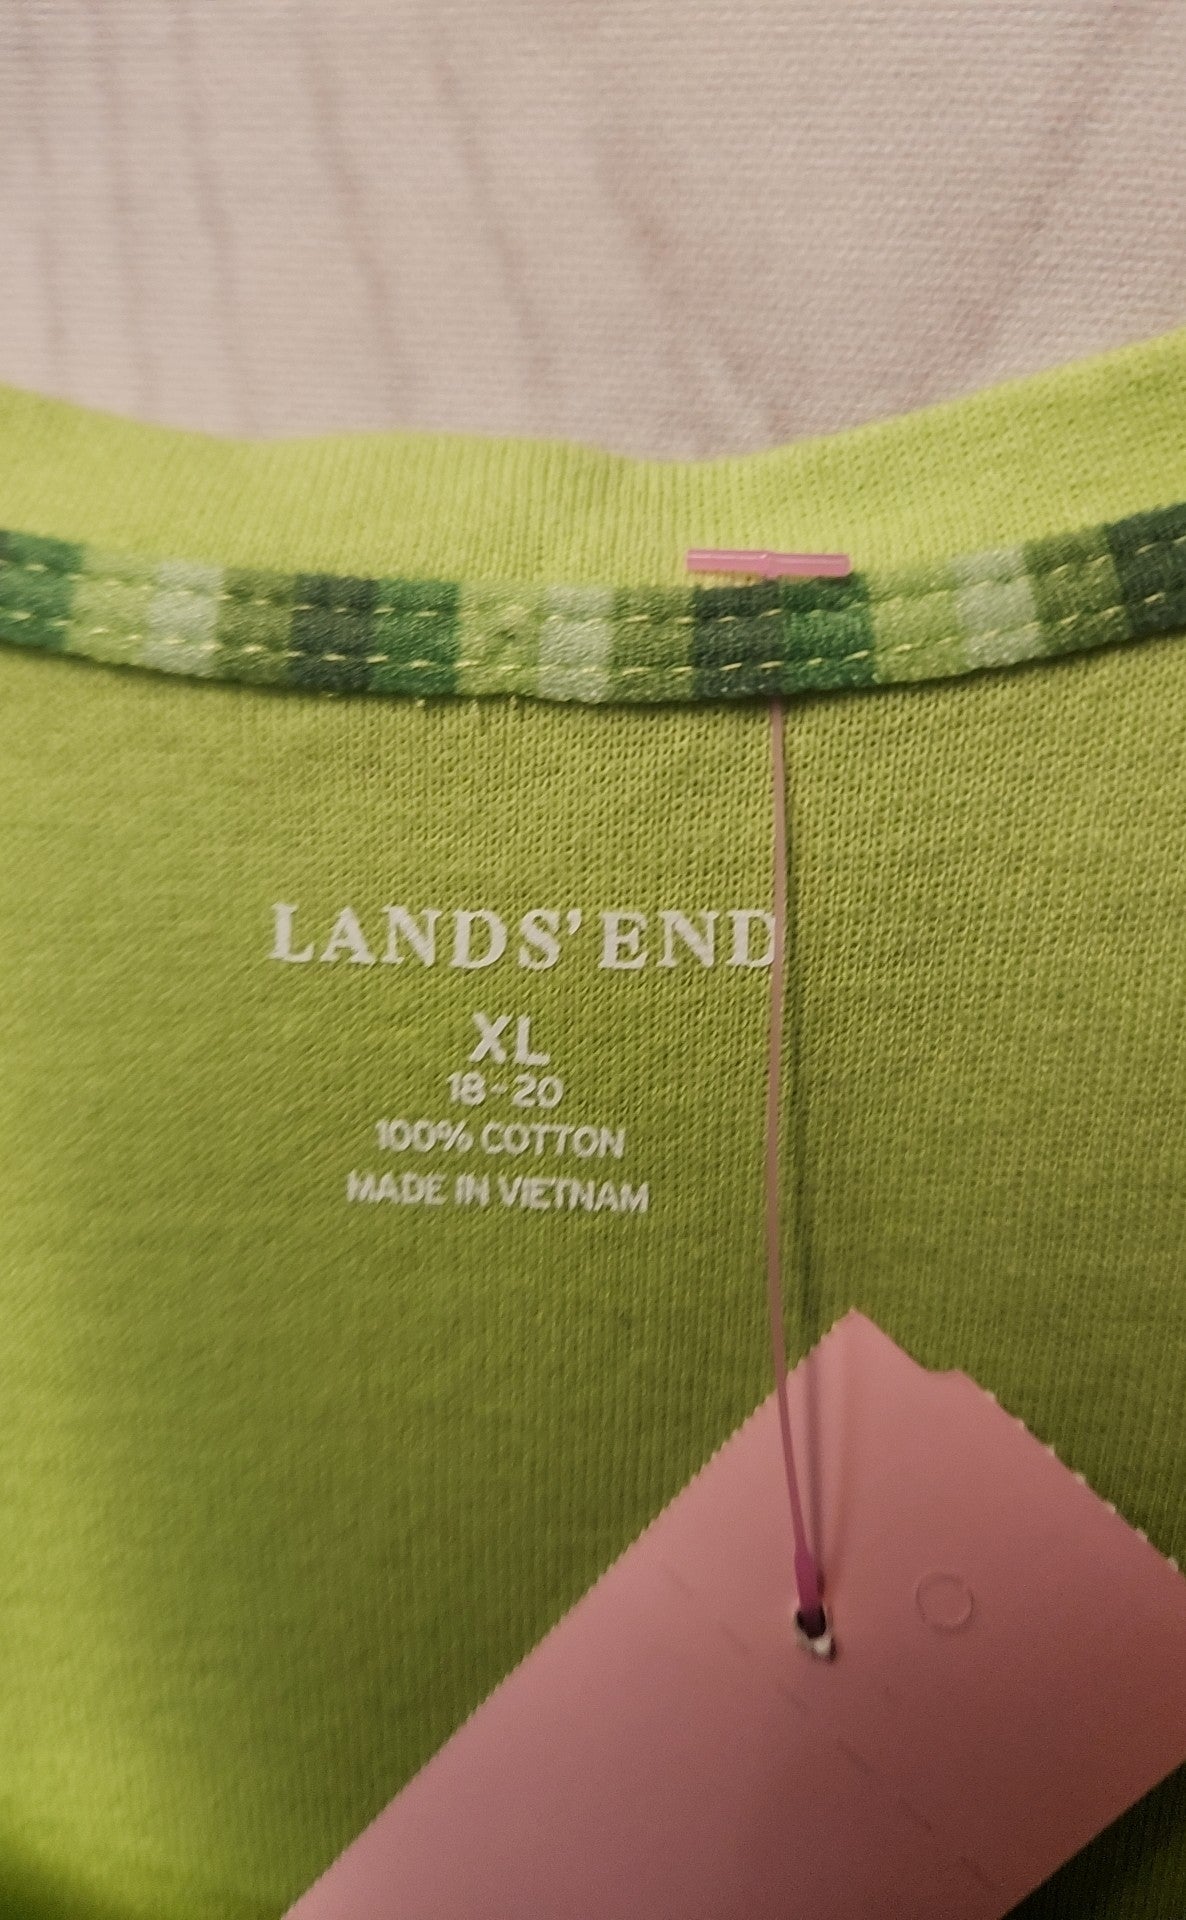 LANDS' END
XL
18-20
100% COTTON
MADE IN VIETNAM